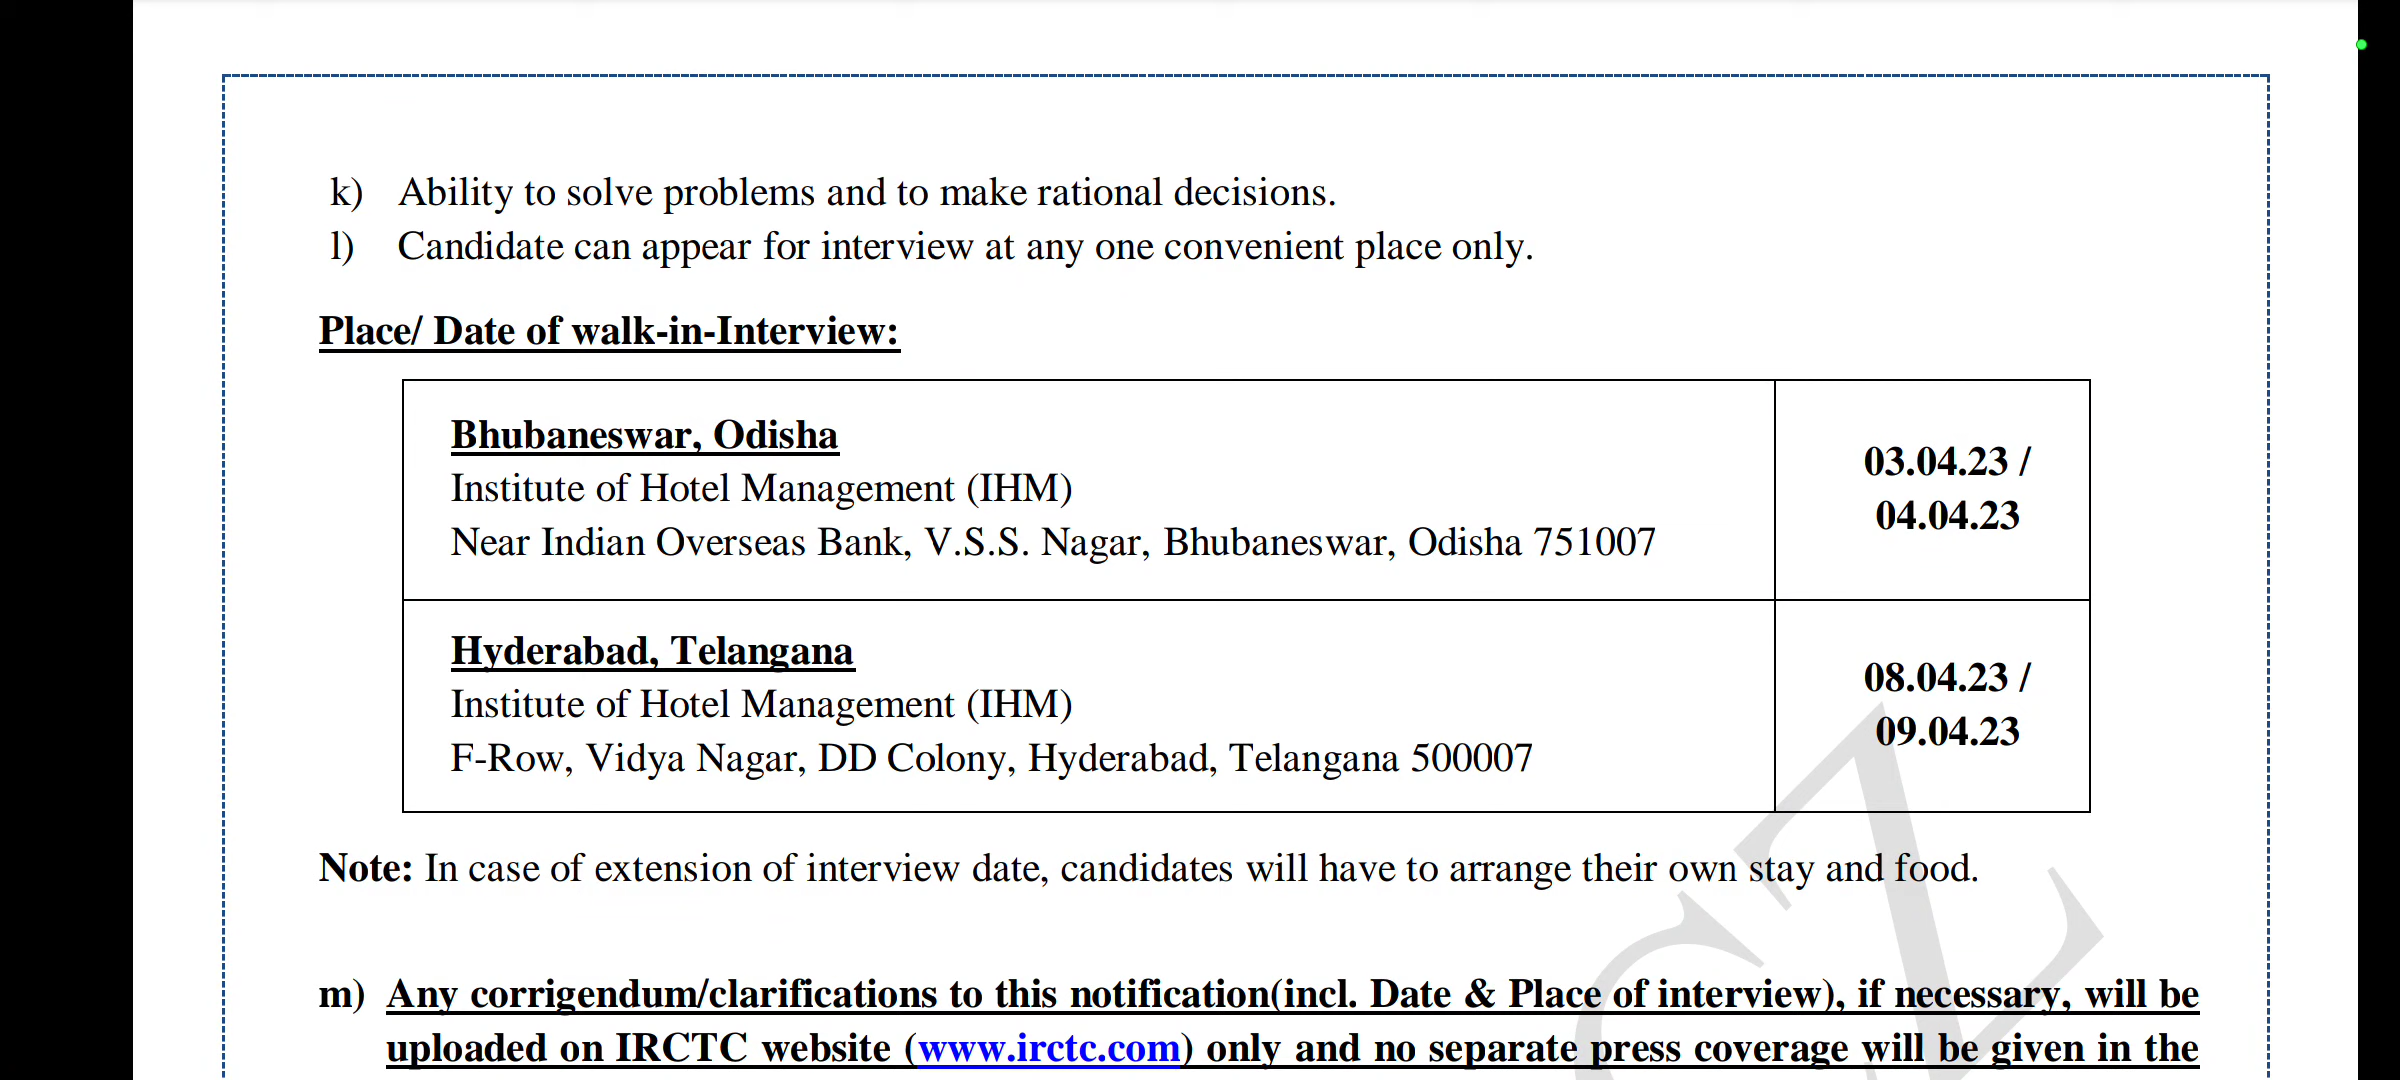 k) Ability to solve problems and to make rational decisions.
l) Candidate can appear for interview at any one convenient place only.
Place/ Date of walk-in-Interview:
Bhubaneswar, Odisha
Institute of Hotel Management (IHM)
Near Indian Overseas Bank, V.S.S. Nagar, Bhubaneswar, Odisha 751007
03.04.23 /
04.04.23
Hyderabad, Telangana
Institute of Hotel Management (IHM)
F-Row, Vidya Nagar, DD Colony, Hyderabad, Telangana 500007
08.04.23 /
09.04.23
Note: In case of extension of interview date, candidates will have to arrange their own stay and food.
m) Any corrigendum/clarifications to this notification(incl. Date & Place of interview), if necessary, will be
uploaded on IRCTC website (www.irctc.com) only and no separate press coverage will be given in the
CZ